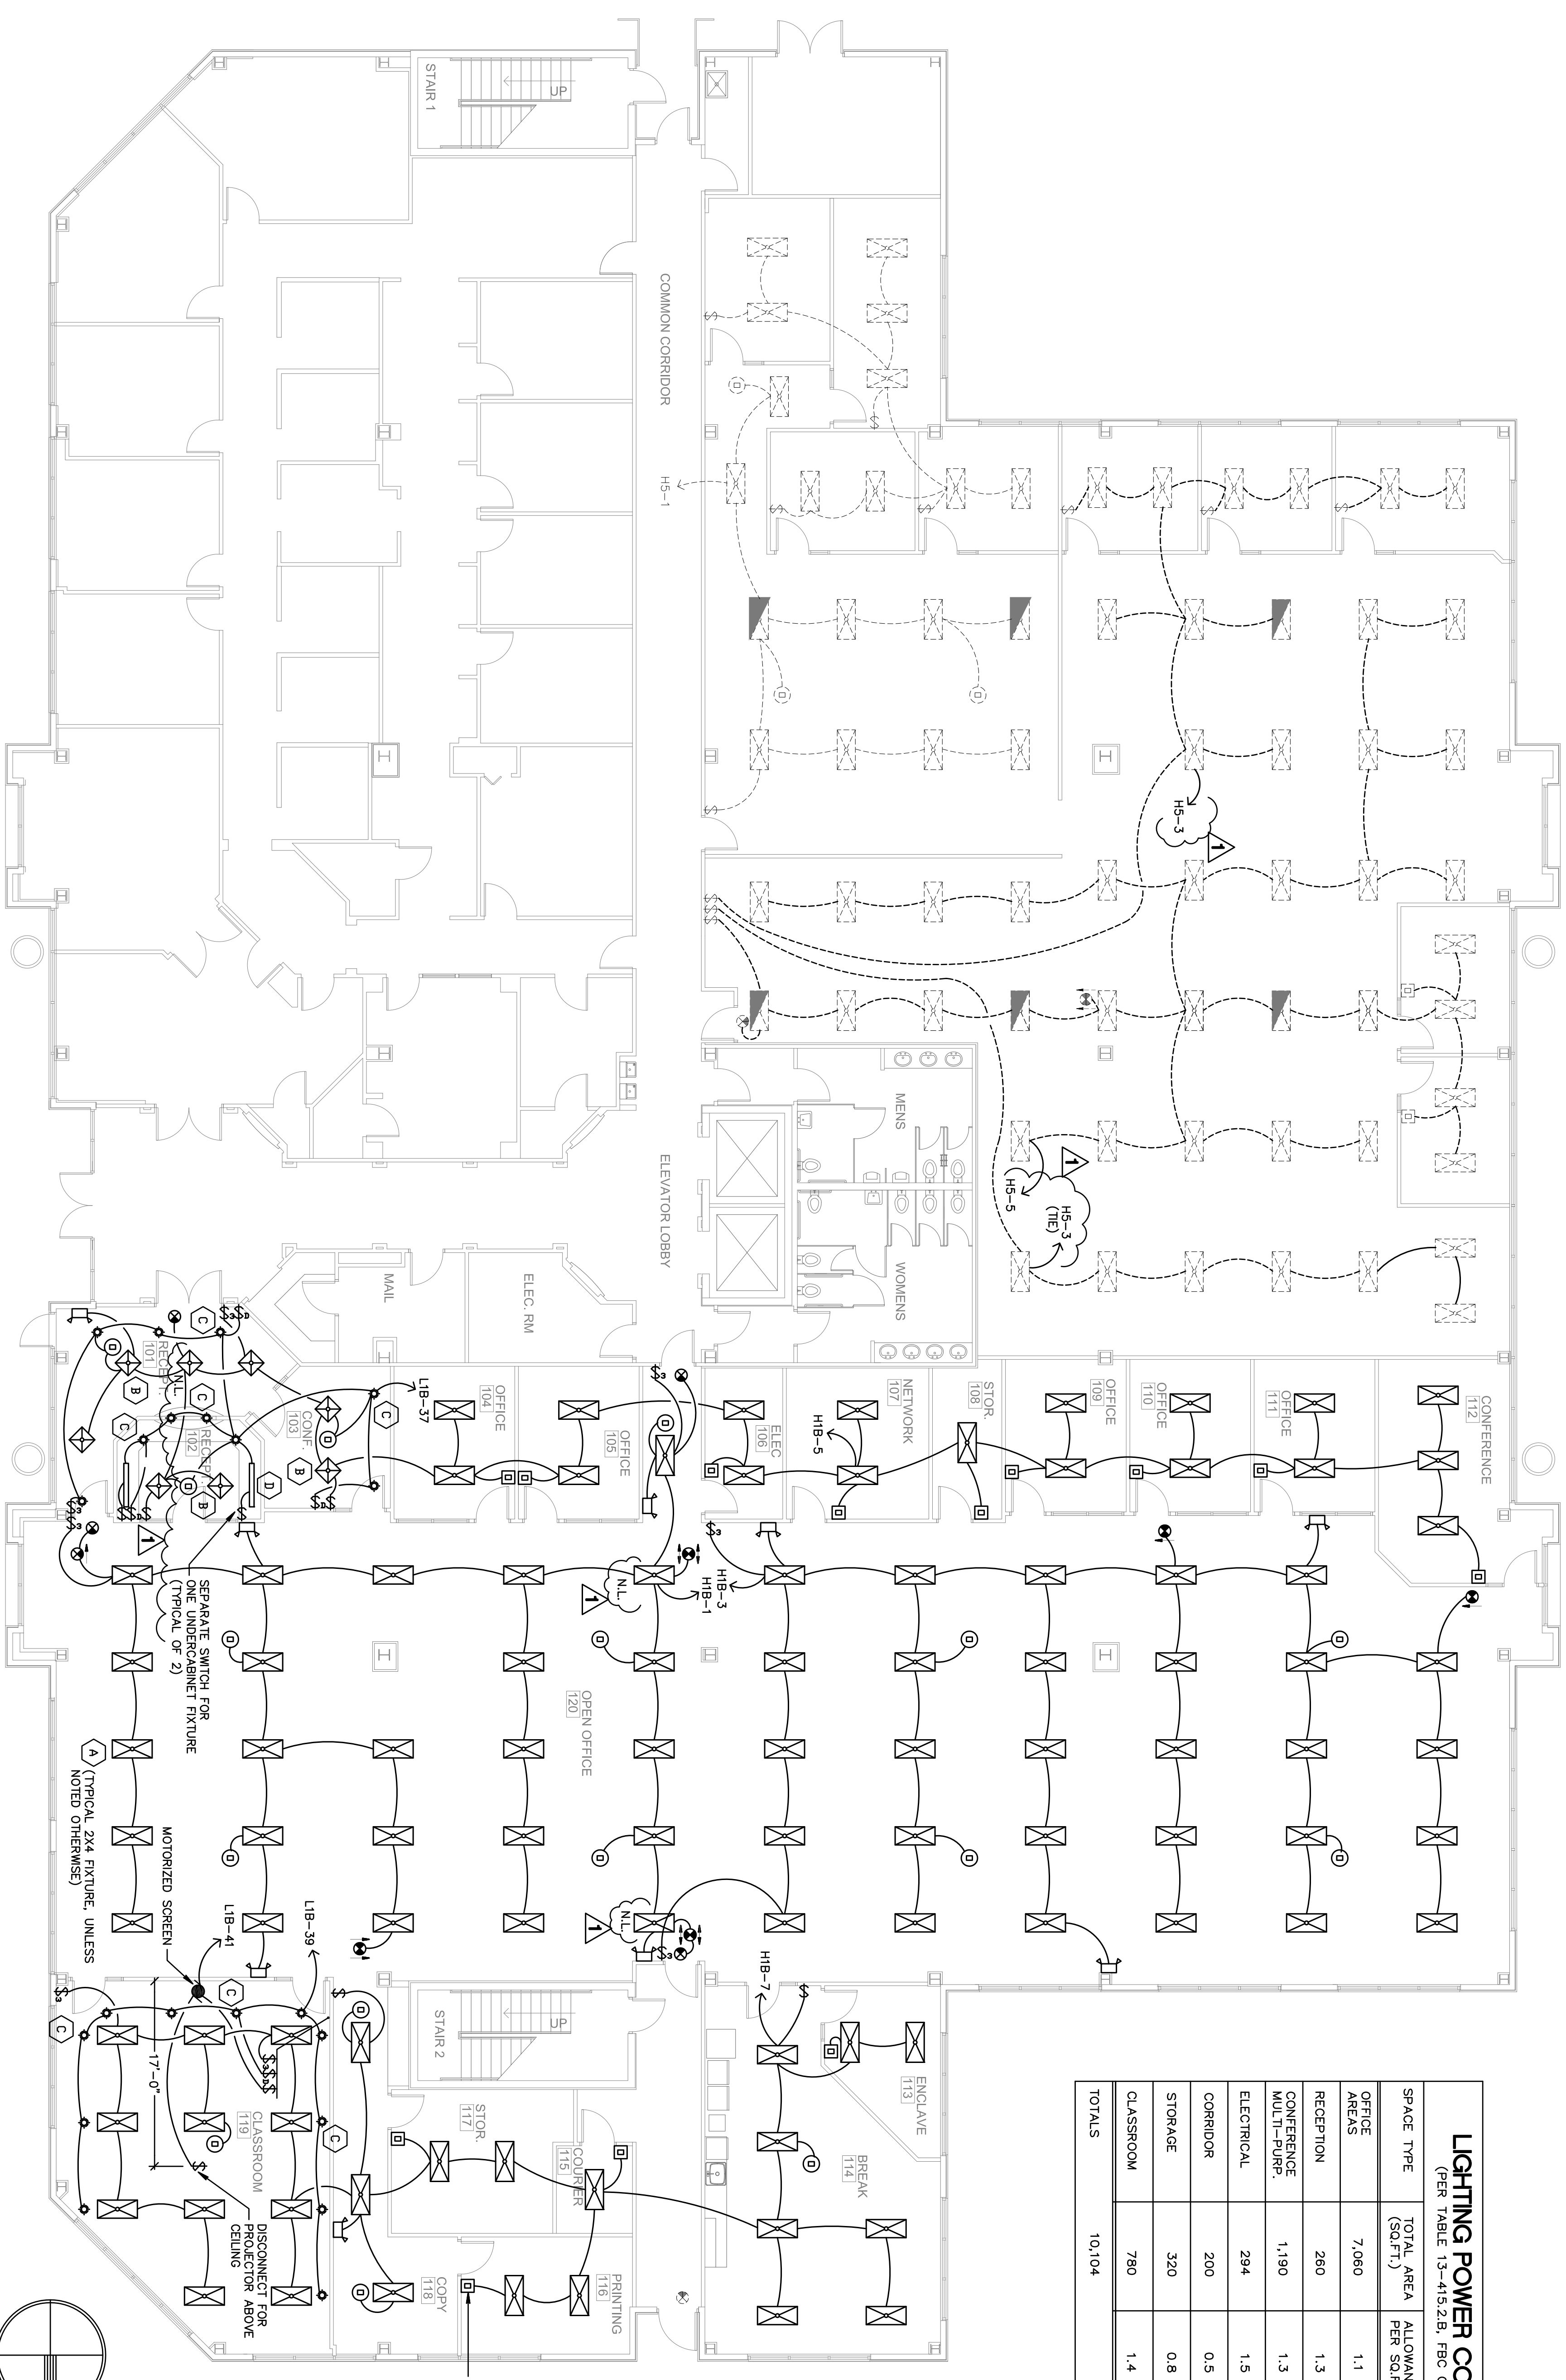 LIGHTING POWER CO
(PER TABLE 13-415.2.B, FBC
SPACE TYPE
TOTAL AREA
(SQ.FT.)
ALLOWAN
PER SQ.F
OFFICE
AREAS
7,060
1.1
RECEPTION
260
1.3
CONFERENCE
MULTI-PURP.
1,190
1.3
ELECTRICAL
294
1.5
CORRIDOR
200
0.5
STORAGE
320
0.8
CLASSROOM
780
1.4
TOTALS
10,104
STAIR 1
UP
COMMON CORRIDOR
H5-1
H5-3
1
1
H5-5
H5-3
(TIE)
MENS
WOMENS
ELEVATOR LOBBY
ELEC. RM
MAIL
CONFERENCE
112
OFFICE
111
OFFICE
110
OFFICE
109
STOR.
108
NETWORK
107
H1B-5
ELEC
106
OFFICE
105
OFFICE
104
L1B-37
CONF.
103
RECEPT.
102
RECEPT.
101
N.L.
C
C
C
C
B
B
B
D
1
SEPARATE SWITCH FOR
ONE UNDERCABINET FIXTURE
(TYPICAL OF 2)
H1B-3
H1B-1
N.L.
1
OPEN OFFICE
120
A
(TYPICAL 2X4 FIXTURE, UNLESS
NOTED OTHERWISE)
N.L.
1
MOTORIZED SCREEN
L1B-41
L1B-39
C
C
C
H1B-7
ENCLAVE
113
BREAK
114
STAIR 2
UP
STOR.
117
COURIER
115
PRINTING
116
COPY
118
CLASSROOM
119
17'-0"
DISCONNECT FOR
PROJECTOR ABOVE
CEILING